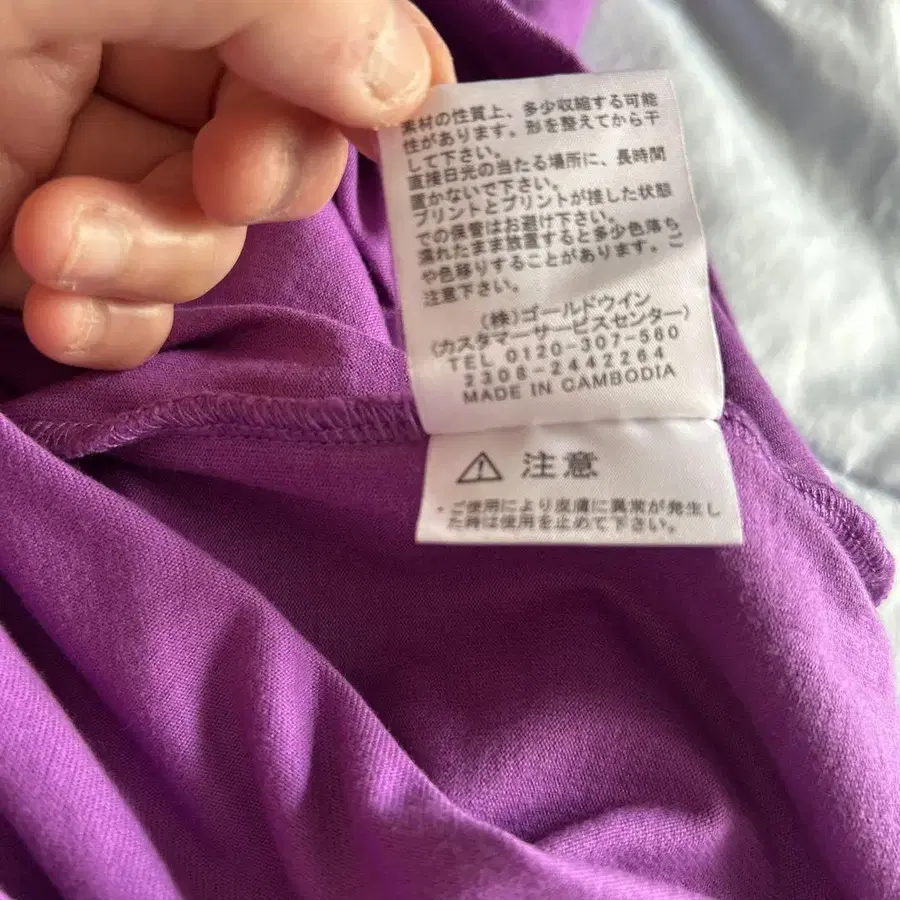 素材の性質上、多少収縮する可能
性があります。形を整えてから干
して下さい。
直接日光の当たる場所に、長時間
置かないで下さい。
プリントとプリントが接した状態
での保管はお避け下さい。
濡れたまま放置すると多少色落ち
や色移りすることがあります。ご
注意下さい。
(株)ゴールドウイン
(カスタマーサービスセンター)
TEL 0120-307-560
2308-2442264
MADE IN CAMBODIA
注意
・ご使用により皮膚に異常が発生し
た時は使用を止めて下さい。